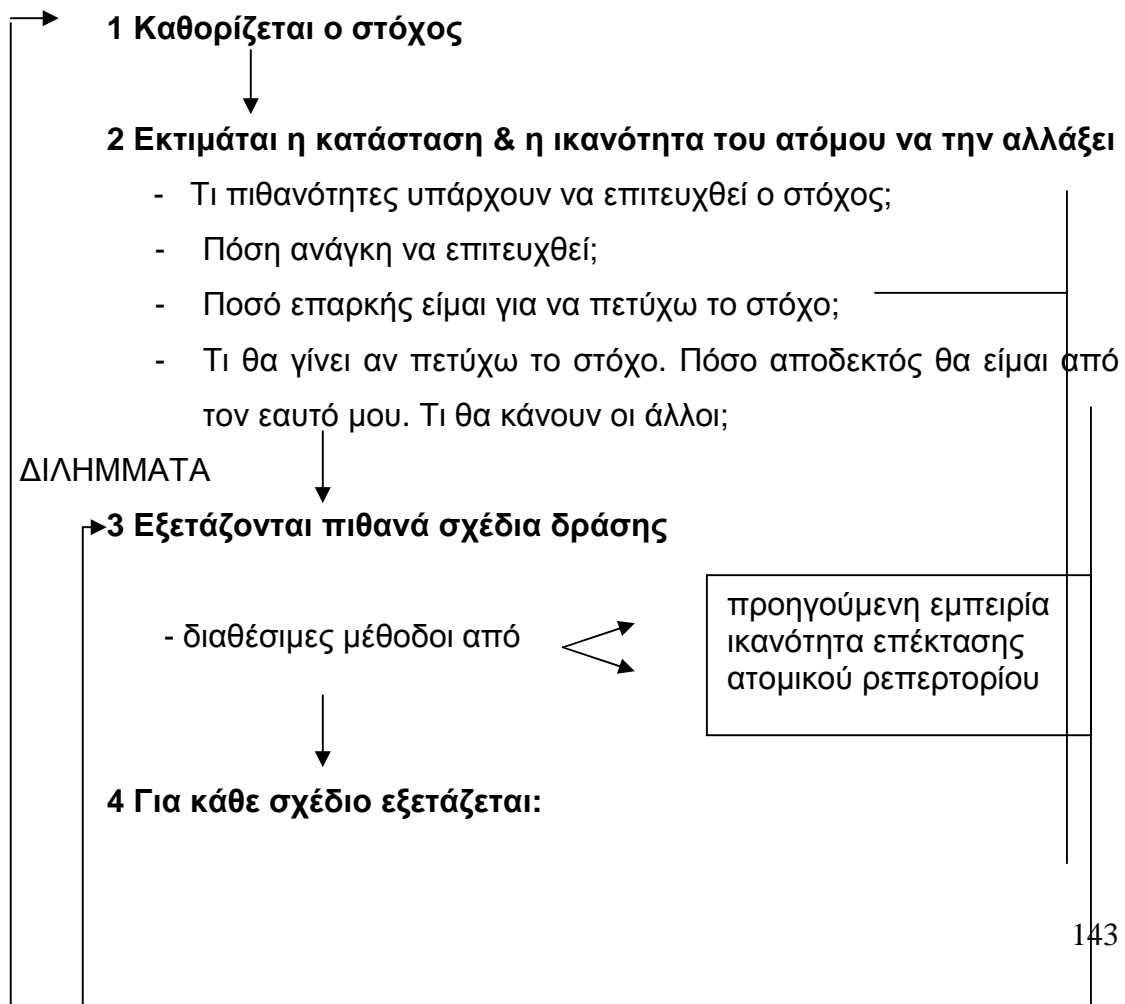 1 Καθορίζεται ο στόχος
2 Εκτιμάται η κατάσταση & η ικανότητα του ατόμου να την αλλάξει
- Τι πιθανότητες υπάρχουν να επιτευχθεί ο στόχος;
- Πόση ανάγκη να επιτευχθεί;
- Ποσό επαρκής είμαι για να πετύχω το στόχο;
- Τι θα γίνει αν πετύχω το στόχο. Πόσο αποδεκτός θα είμαι από
τον εαυτό μου. Τι θα κάνουν οι άλλοι;
ΔΙΛΗΜΜΑΤΑ
3 Εξετάζονται πιθανά σχέδια δράσης
- διαθέσιμες μέθοδοι από
προηγούμενη εμπειρία
ικανότητα επέκτασης
ατομικού ρεπερτορίου
4 Για κάθε σχέδιο εξετάζεται:
143